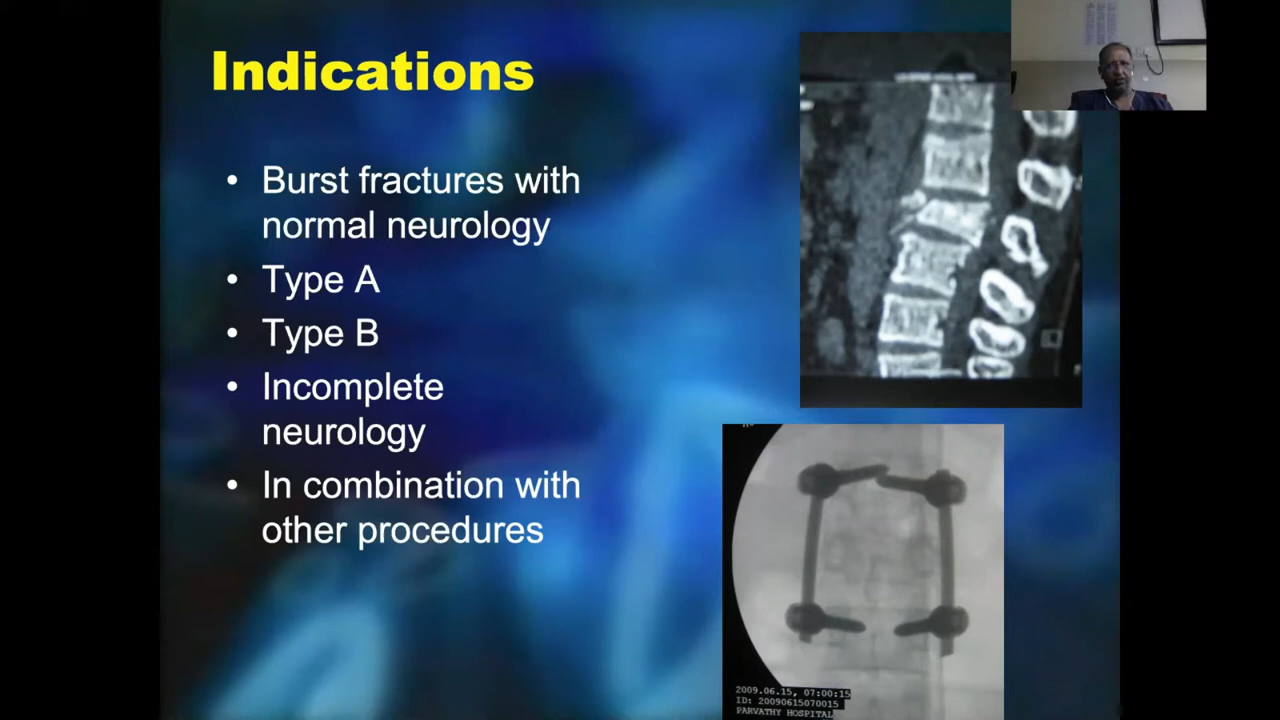 Indications
• Burst fractures with
normal neurology
• Type A
• Type B
• Incomplete
neurology
• In combination with
other procedures
2009.06.15, 07:00:15
ID: 20090615070015
PARVATHY HOSPITAL